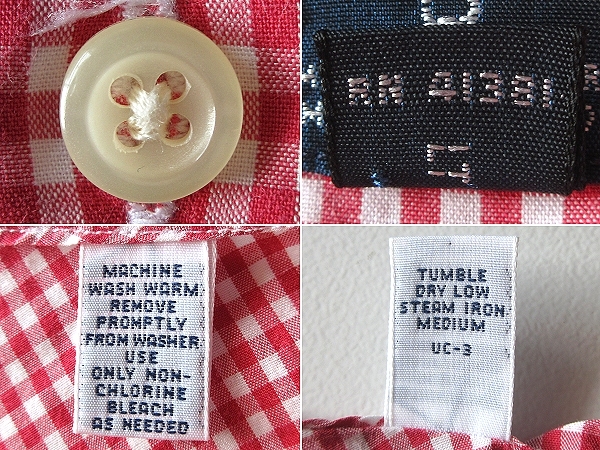 MACHINE
WASH WARM
REMOVE
PROMPTLY
FROM WASHER
USE
ONLY NON-
CHLORINE
BLEACH
AS NEEDED
TUMBLE
DRY LOW
STEAM IRON,
MEDIUM
UC-3